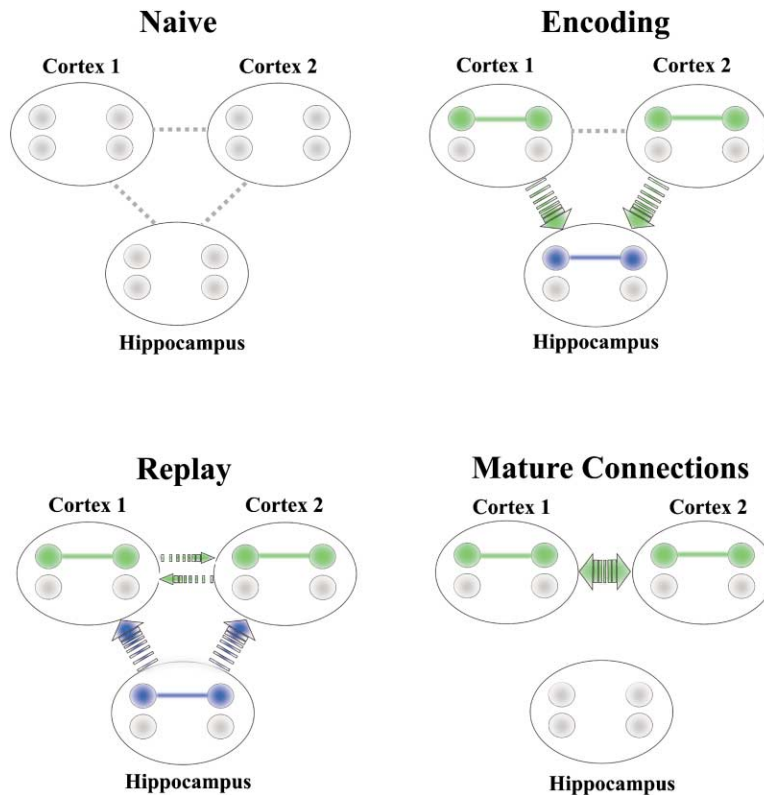 Naive
Cortex 1 Cortex 2
Hippocampus
Encoding
Cortex 1 Cortex 2
Hippocampus
Replay
Cortex 1 Cortex 2
Hippocampus
Mature Connections
Cortex 1 Cortex 2
Hippocampus